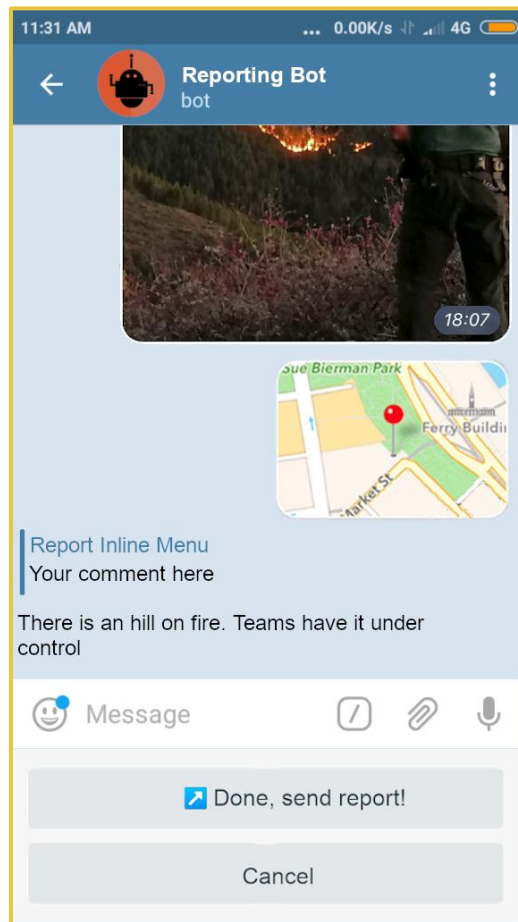 11:31 AM ... 0.00K/s 4G
Reporting Bot
bot
18:07
Sue Bierman Park
Ferry Buildi
Market St
Report Inline Menu
Your comment here
There is an hill on fire. Teams have it under
control
Message
Done, send report!
Cancel